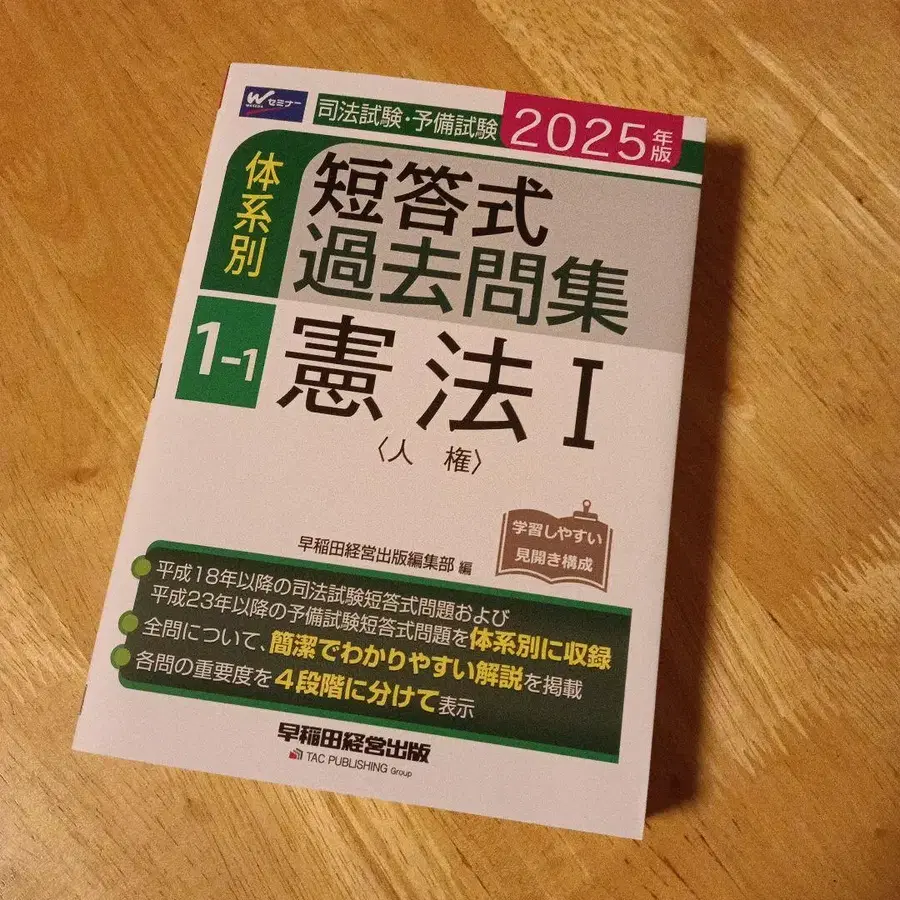 Wセミナー
WASEDA
司法試験・予備試験
2025年版
体系別
短答式
過去問集
1-1
憲法 I
〈人 権〉
学習しやすい
見開き構成
早稲田経営出版編集部 編
平成18年以降の司法試験短答式問題および
平成23年以降の予備試験短答式問題を体系別に収録
全問について、簡潔でわかりやすい解説を掲載
各問の重要度を4段階に分けて表示
早稲田経営出版
TAC PUBLISHING Group